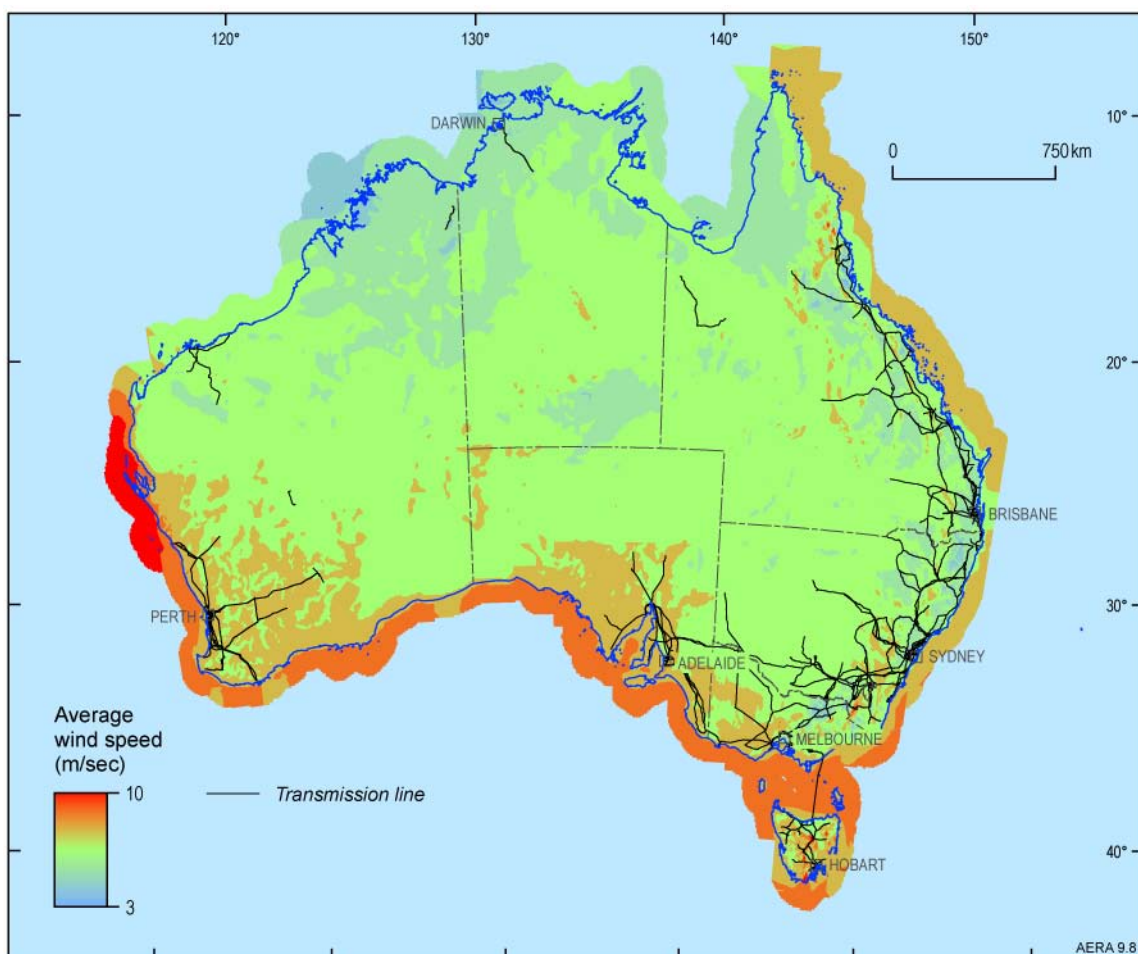 120°
130°
140°
150°
DARWIN
10°
0
750 km
20°
BRISBANE
30°
PERTH
SYDNEY
ADELAIDE
Average
wind speed
(m/sec)
MELBOURNE
10
Transmission line
40°
HOBART
3
AERA 9.8